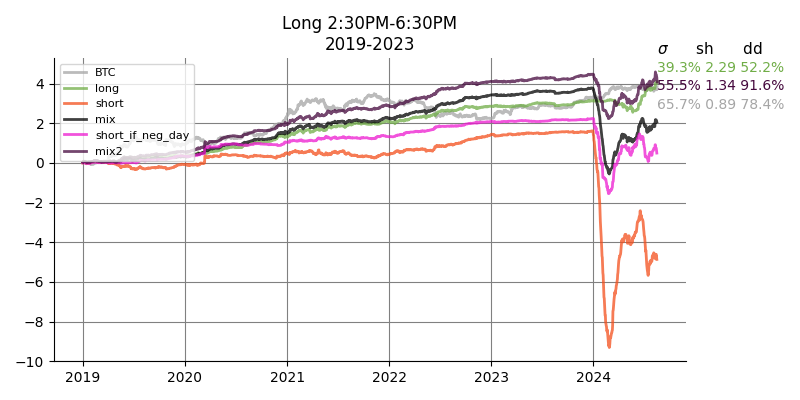 Long 2:30PM-6:30PM
2019-2023
σ sh dd
39.3% 2.29 52.2%
55.5% 1.34 91.6%
65.7% 0.89 78.4%
BTC
long
short
mix
short_if_neg_day
mix2
4
2
0
−2
−4
−6
−8
−10
2019 2020 2021 2022 2023 2024